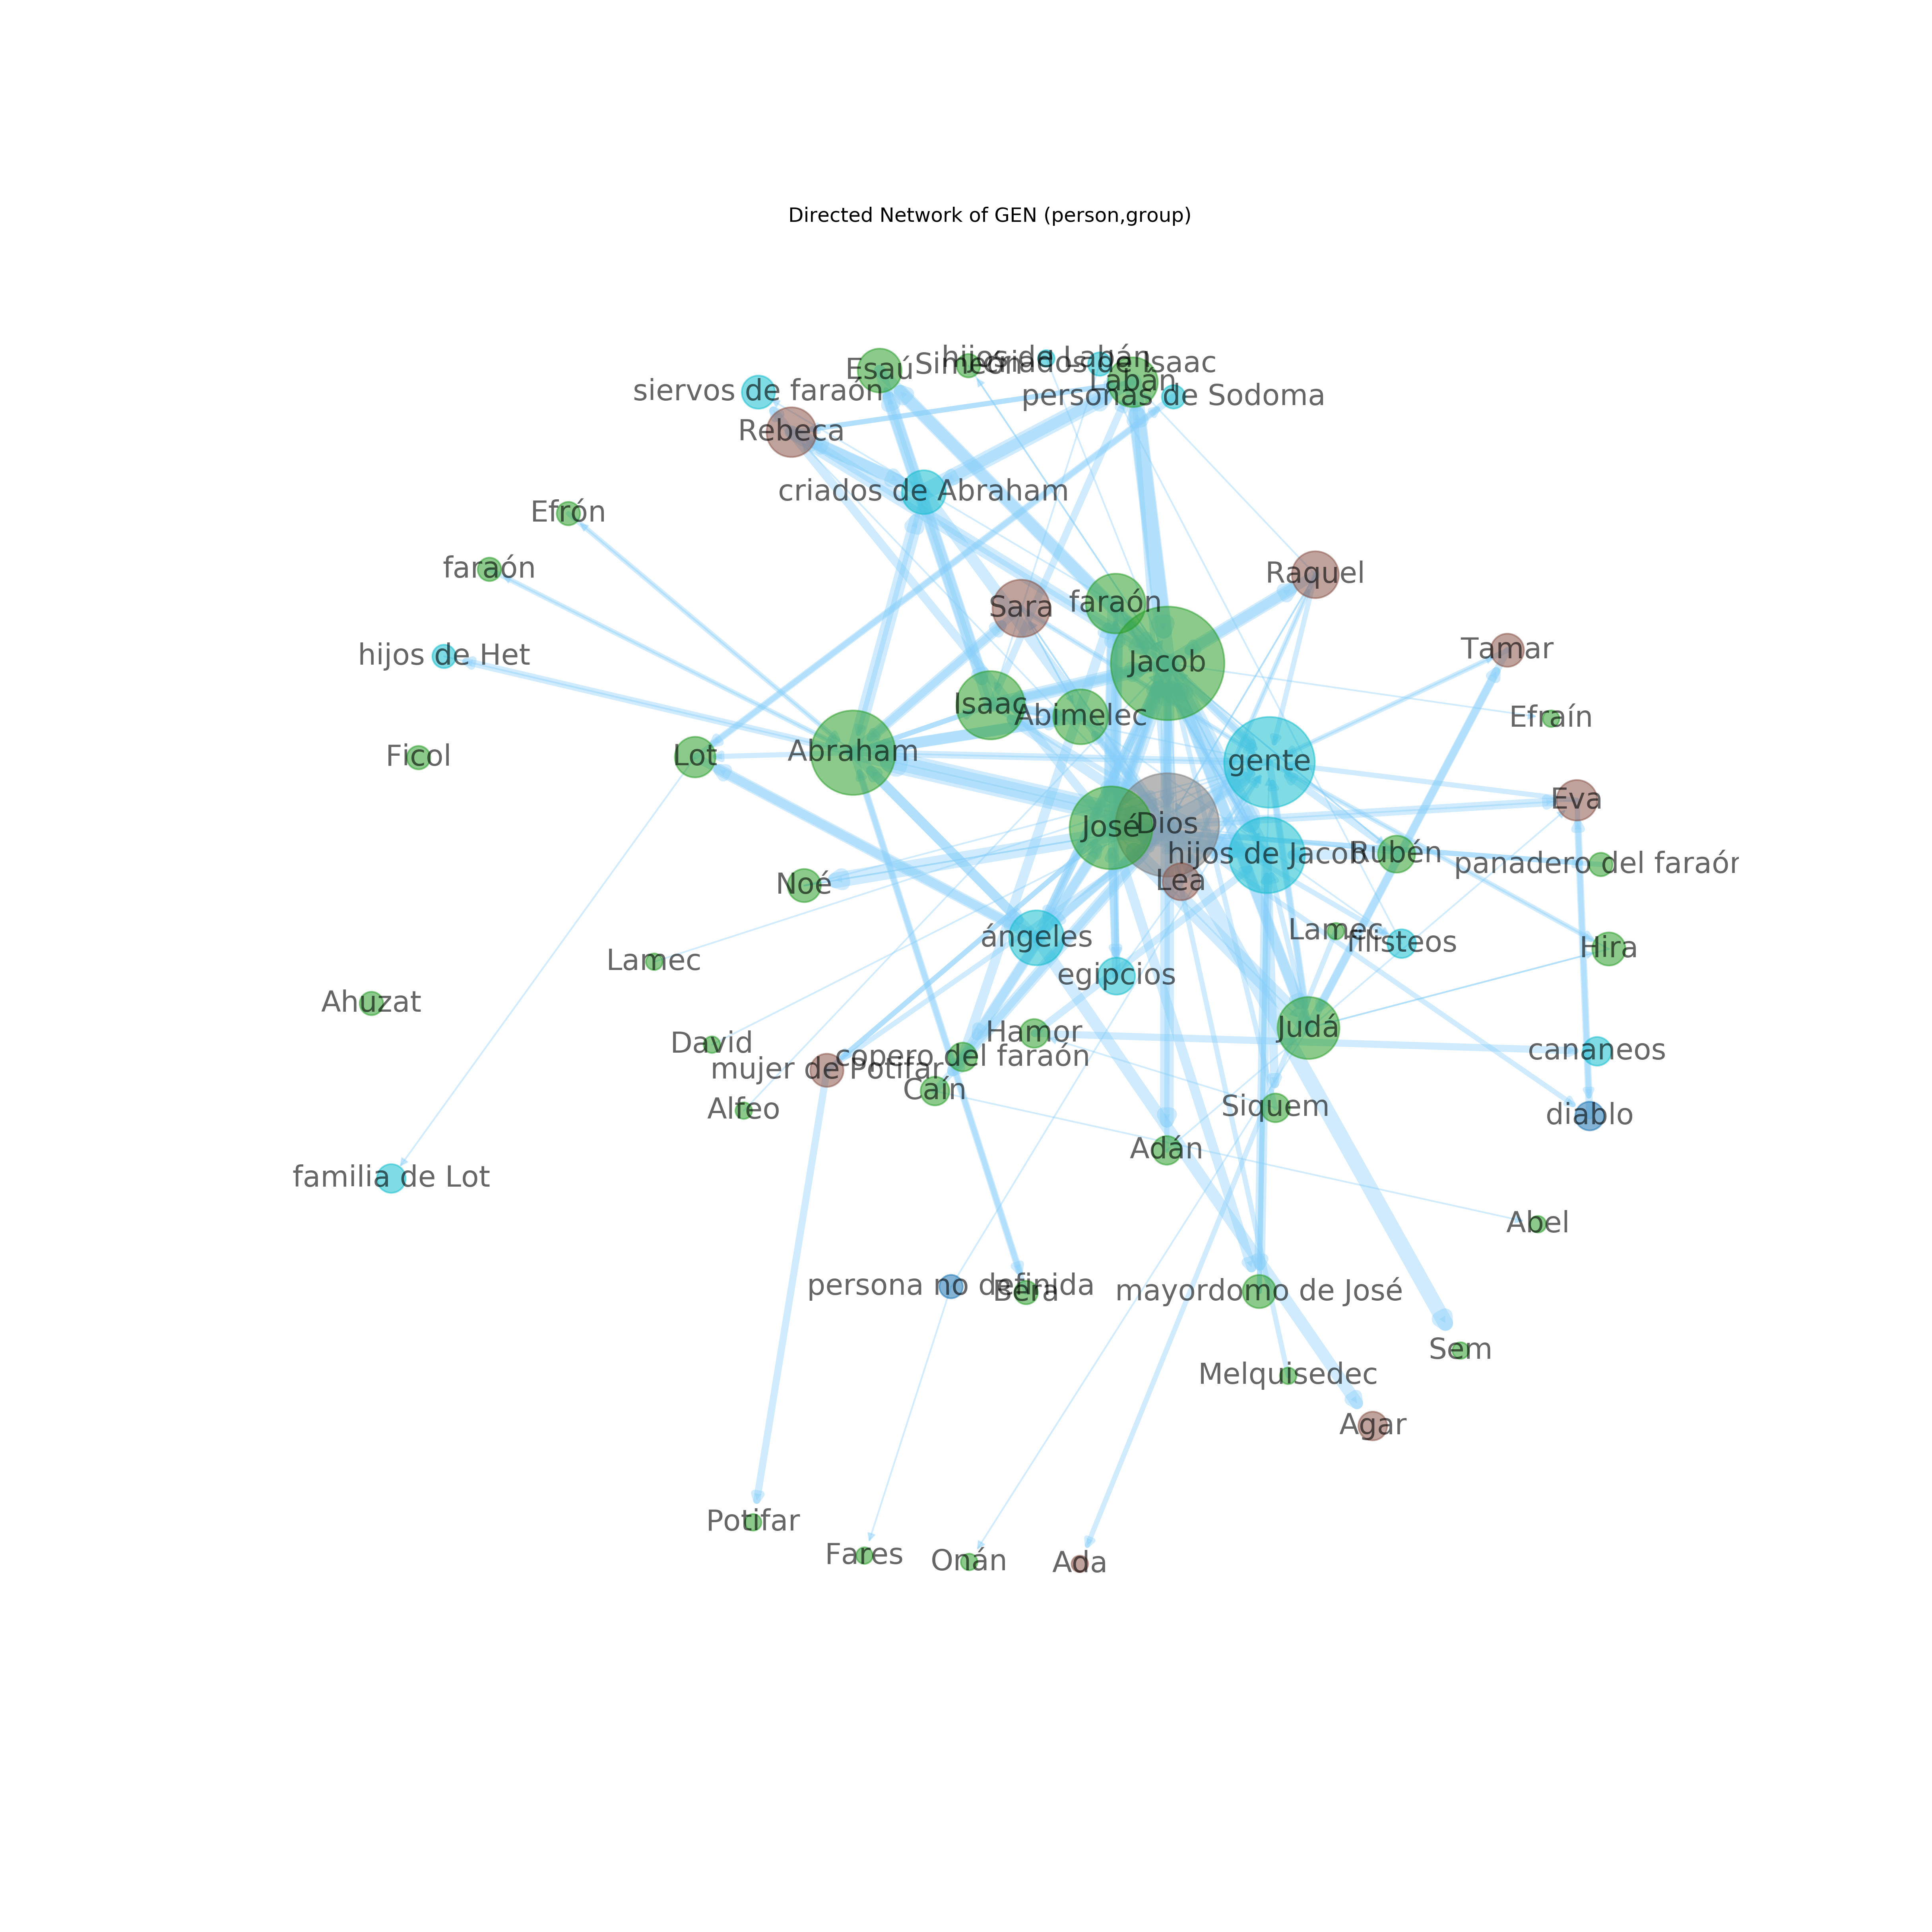 Directed Network of GEN (person,group)
hijos de Labán
Simeón
criados de Isaac
Esaú
Labán
siervos de faraón
personas de Sodoma
Rebeca
criados de Abraham
Efrón
faraón
Raquel
Sara
faraón
Tamar
hijos de Het
Jacob
Isaac
Abimelec
Efraín
Ficol
Lot
Abraham
gente
Eva
José
Dios
hijos de Jacob
Rubén
panadero del faraón
Noé
Lea
ángeles
Lamec
filisteos
Hira
Lamec
egipcios
Ahuzat
Hamor
Judá
David
copero del faraón
cananeos
mujer de Potifar
Caín
Alfeo
Siquem
diablo
Adán
familia de Lot
Abel
persona no definida
Bera
mayordomo de José
Sem
Melquisedec
Agar
Potifar
Fares
Onán
Ada